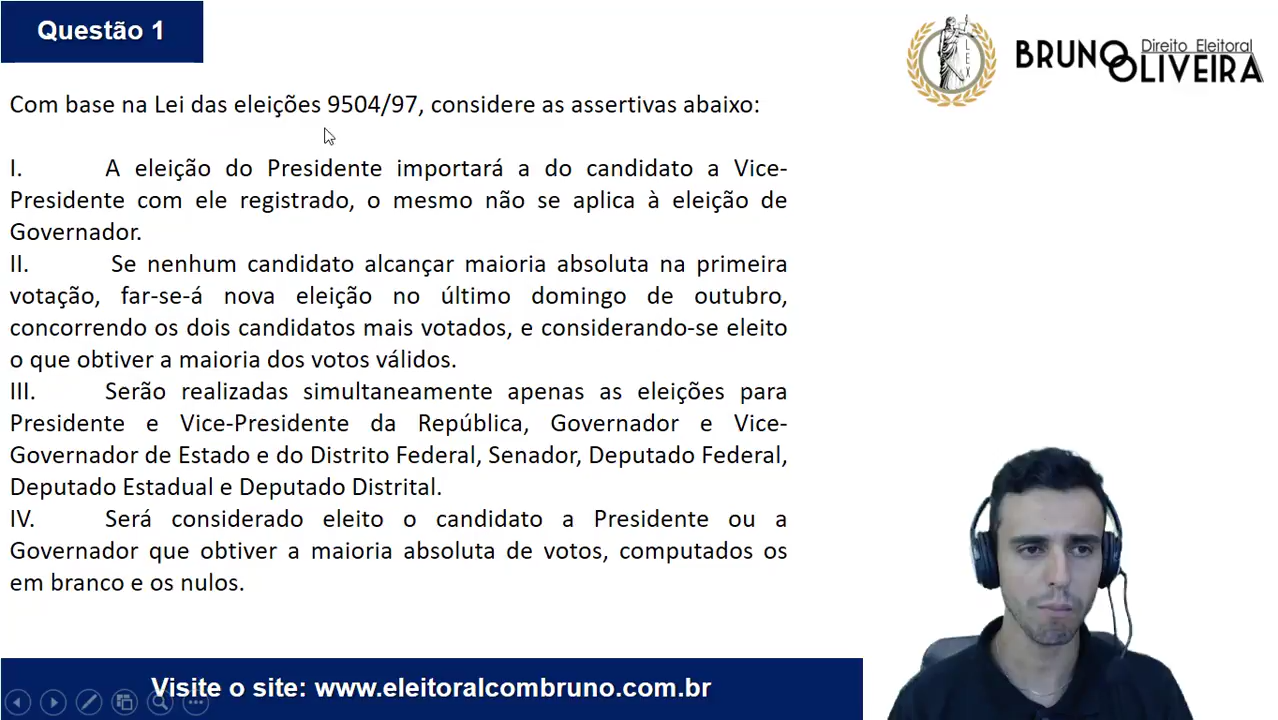 Questão 1
BRUNO Direito Eleitoral
OLIVEIRA
LEX
Com base na Lei das eleições 9504/97, considere as assertivas abaixo:
I. A eleição do Presidente importará a do candidato a Vice-
Presidente com ele registrado, o mesmo não se aplica à eleição de
Governador.
II. Se nenhum candidato alcançar maioria absoluta na primeira
votação, far-se-á nova eleição no último domingo de outubro,
concorrendo os dois candidatos mais votados, e considerando-se eleito
o que obtiver a maioria dos votos válidos.
III. Serão realizadas simultaneamente apenas as eleições para
Presidente e Vice-Presidente da República, Governador e Vice-
Governador de Estado e do Distrito Federal, Senador, Deputado Federal,
Deputado Estadual e Deputado Distrital.
IV. Será considerado eleito o candidato a Presidente ou a
Governador que obtiver a maioria absoluta de votos, computados os
em branco e os nulos.
Visite o site: www.eleitoralcombruno.com.br